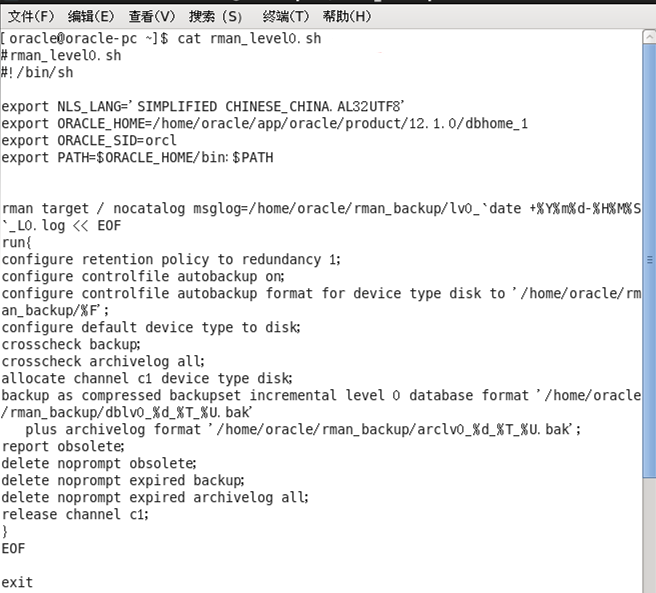 文件(F) 编辑(E) 查看(V) 搜索 (S) 终端(T) 帮助(H)
[oracle@oracle-pc ~]$ cat rman_level0.sh
#rman_level0.sh
#!/bin/sh
export NLS_LANG='SIMPLIFIED CHINESE_CHINA.AL32UTF8'
export ORACLE_HOME=/home/oracle/app/oracle/product/12.1.0/dbhome_1
export ORACLE_SID=orcl
export PATH=$ORACLE_HOME/bin:$PATH
rman target / nocatalog msglog=/home/oracle/rman_backup/lv0_`date +%Y%m%d-%H%M%S
`_L0.log << EOF
run{
configure retention policy to redundancy 1;
configure controlfile autobackup on;
configure controlfile autobackup format for device type disk to '/home/oracle/rm
an_backup/%F';
configure default device type to disk;
crosscheck backup;
crosscheck archivelog all;
allocate channel c1 device type disk;
backup as compressed backupset incremental level 0 database format '/home/oracle
/rman_backup/dblv0_%d_%T_%U.bak'
   plus archivelog format '/home/oracle/rman_backup/arclv0_%d_%T_%U.bak';
report obsolete;
delete noprompt obsolete;
delete noprompt expired backup;
delete noprompt expired archivelog all;
release channel c1;
}
EOF
exit